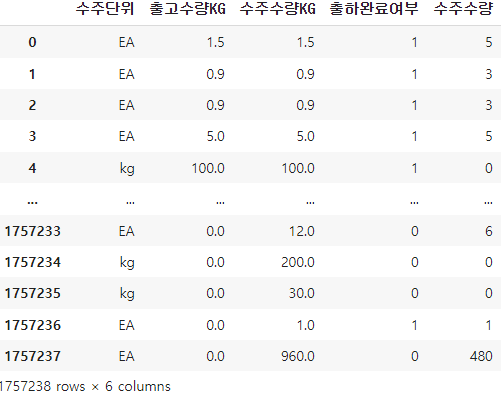 수주단위 출고수량KG 수주수량KG 출하완료여부 수주수량
0 EA 1.5 1.5 1 5
1 EA 0.9 0.9 1 3
2 EA 0.9 0.9 1 3
3 EA 5.0 5.0 1 5
4 kg 100.0 100.0 1 0
... ... ... ... ... ...
1757233 EA 0.0 12.0 0 6
1757234 kg 0.0 200.0 0 0
1757235 kg 0.0 30.0 0 0
1757236 EA 0.0 1.0 1 1
1757237 EA 0.0 960.0 0 480
1757238 rows × 6 columns